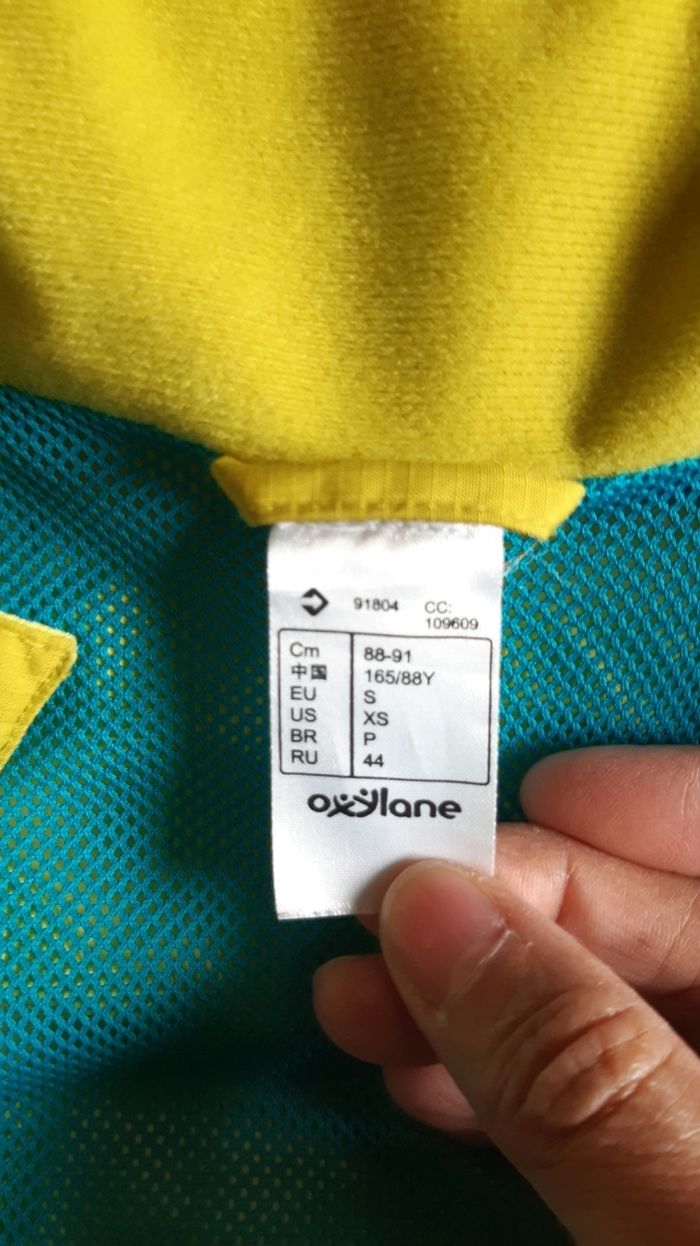 91804 CC:
109609
Cm 88-91
中国 165/88Y
EU S
US XS
BR P
RU 44
oxylane